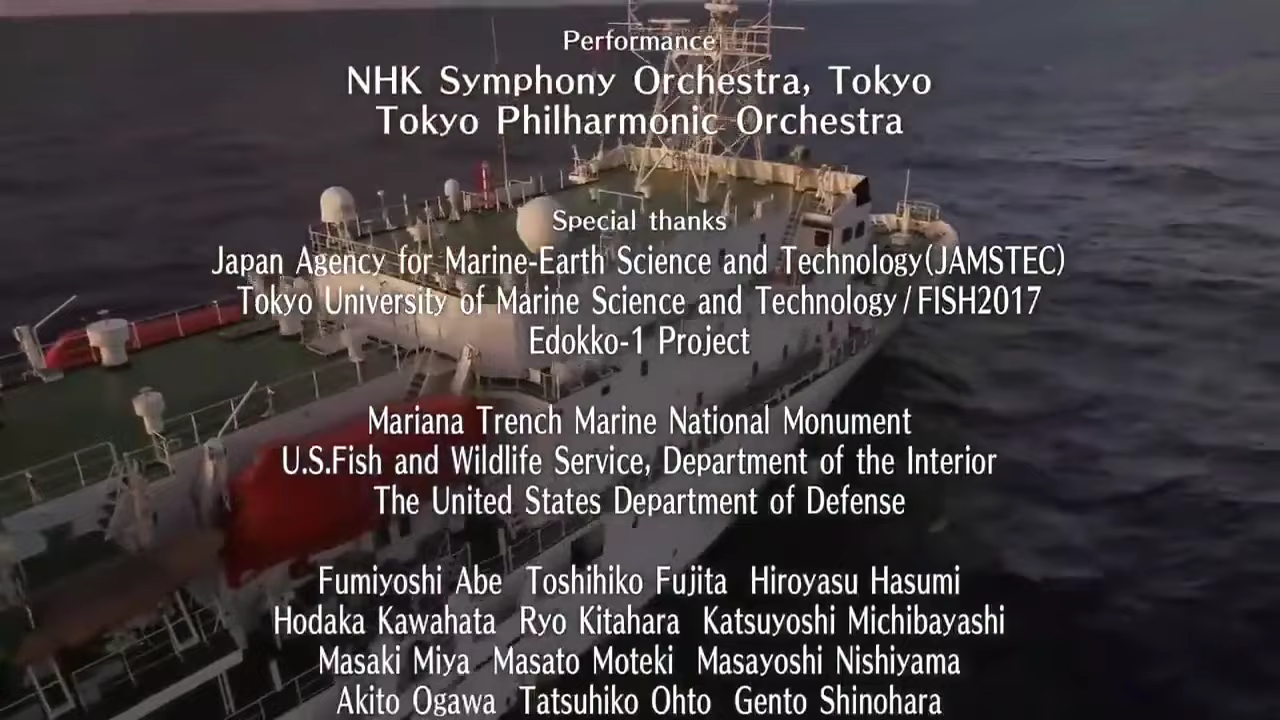 Performance
NHK Symphony Orchestra, Tokyo
Tokyo Philharmonic Orchestra
Special thanks
Japan Agency for Marine-Earth Science and Technology(JAMSTEC)
Tokyo University of Marine Science and Technology / FISH2017
Edokko-1 Project
Mariana Trench Marine National Monument
U.S.Fish and Wildlife Service, Department of the Interior
The United States Department of Defense
Fumiyoshi Abe Toshihiko Fujita Hiroyasu Hasumi
Hodaka Kawahata Ryo Kitahara Katsuyoshi Michibayashi
Masaki Miya Masato Moteki Masayoshi Nishiyama
Akito Ogawa Tatsuhiko Ohto Gento Shinohara